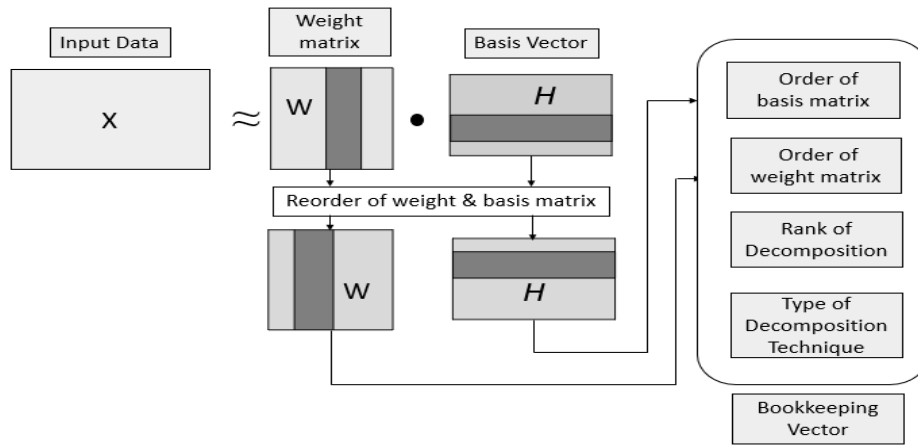 Input Data
Weight
matrix
Basis Vector
X
≈
W
•
H
Reorder of weight & basis matrix
W
H
Order of
basis matrix
Order of
weight matrix
Rank of
Decomposition
Type of
Decomposition
Technique
Bookkeeping
Vector